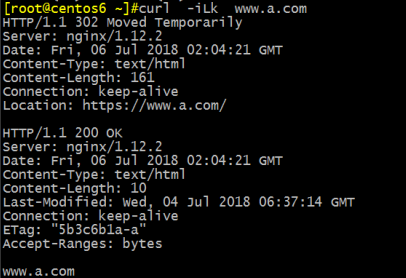 [root@centos6 ~]#curl  -iLk  www.a.com
HTTP/1.1 302 Moved Temporarily
Server: nginx/1.12.2
Date: Fri, 06 Jul 2018 02:04:21 GMT
Content-Type: text/html
Content-Length: 161
Connection: keep-alive
Location: https://www.a.com/

HTTP/1.1 200 OK
Server: nginx/1.12.2
Date: Fri, 06 Jul 2018 02:04:21 GMT
Content-Type: text/html
Content-Length: 10
Last-Modified: Wed, 04 Jul 2018 06:37:14 GMT
Connection: keep-alive
ETag: "5b3c6b1a-a"
Accept-Ranges: bytes

www.a.com